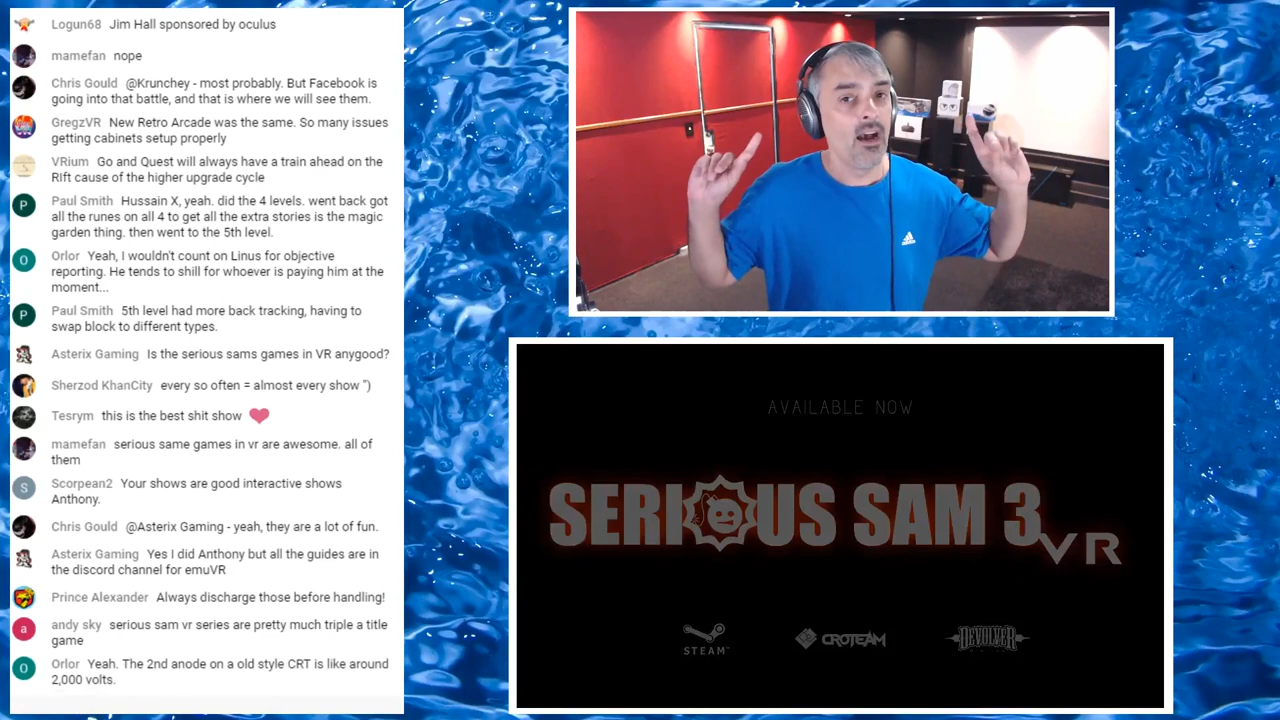 Logun68 Jim Hall sponsored by oculus
mamefan nope
Chris Gould @Krunchey - most probably. But Facebook is
going into that battle, and that is where we will see them.
GregzVR New Retro Arcade was the same. So many issues
getting cabinets setup properly
VRium Go and Quest will always have a train ahead on the
Rift cause of the higher upgrade cycle
P Paul Smith Hussain X, yeah. did the 4 levels. went back got
all the runes on all 4 to get all the extra stories is the magic
garden thing. then went to the 5th level.
O Orlor Yeah, I wouldn't count on Linus for objective
reporting. He tends to shill for whoever is paying him at the
moment...
P Paul Smith 5th level had more back tracking, having to
swap block to different types.
Asterix Gaming Is the serious sams games in VR anygood?
Sherzod KhanCity every so often = almost every show ")
Tesrym this is the best shit show
mamefan serious same games in vr are awesome. all of
them
S Scorpean2 Your shows are good interactive shows
Anthony.
Chris Gould @Asterix Gaming - yeah, they are a lot of fun.
Asterix Gaming Yes I did Anthony but all the guides are in
the discord channel for emuVR
Prince Alexander Always discharge those before handling!
a andy sky serious sam vr series are pretty much triple a title
game
O Orlor Yeah. The 2nd anode on a old style CRT is like around
2,000 volts.
adidas
AVAILABLE NOW
SERIOUS SAM 3
VR
STEAM™ CROTEAM DEVOLVER
DIGITAL